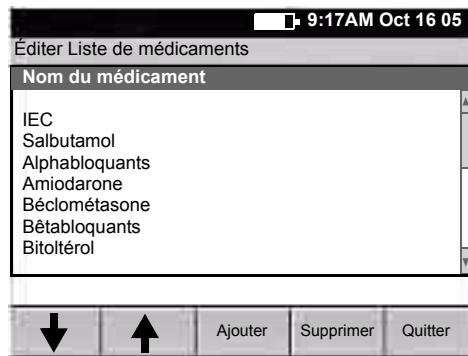 9:17AM Oct 16 05
Éditer Liste de médicaments
Nom du médicament
IEC
Salbutamol
Alphabloquants
Amiodarone
Béclométasone
Bêtabloquants
Bitoltérol
Ajouter Supprimer Quitter